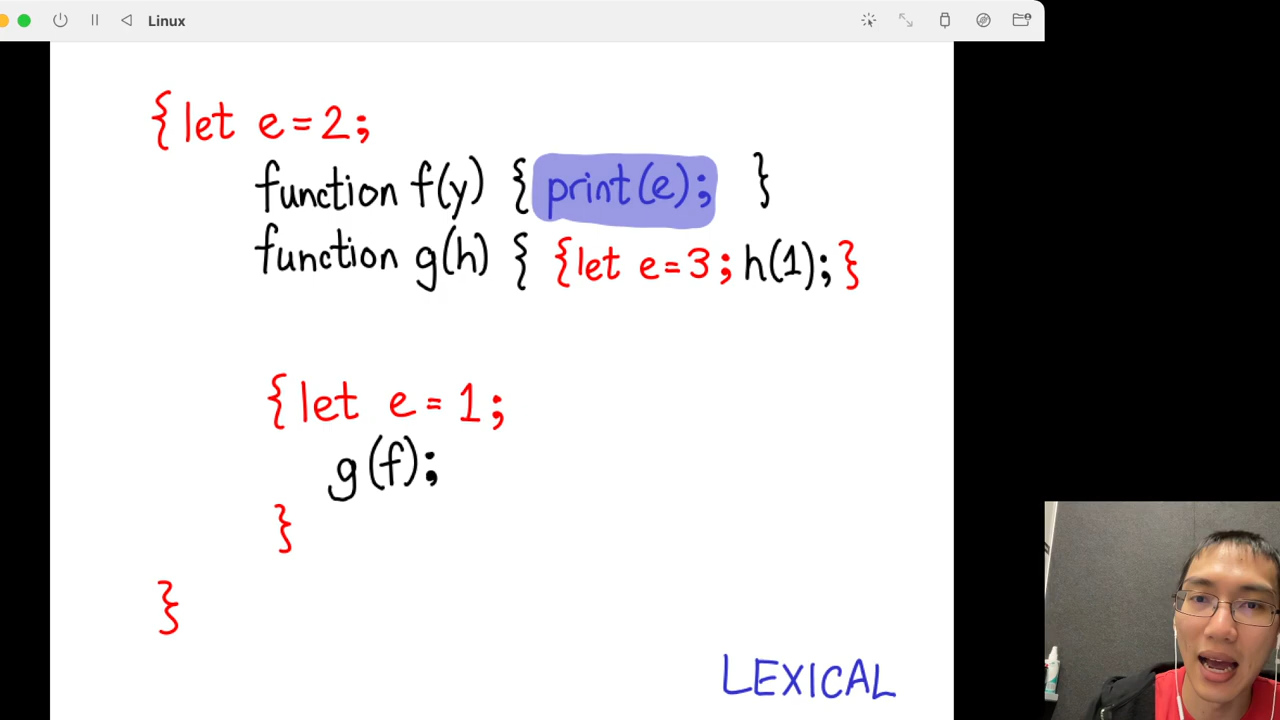 Linux
{let e=2;
function f(y) { print(e); }
function g(h) { {let e=3; h(1);}
{let e=1;
g(f);
}
}
LEXICAL